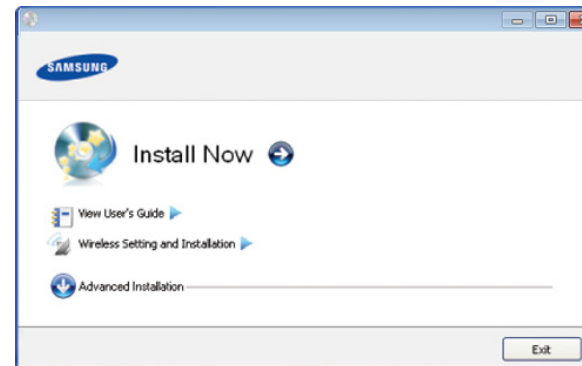 SAMSUNG
Install Now
View User's Guide
Wireless Setting and Installation
Advanced Installation
Exit